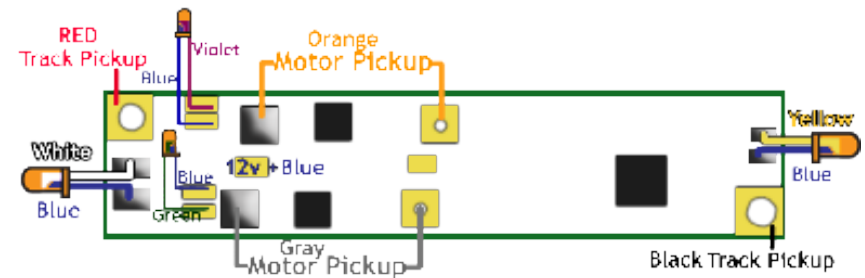 RED
Track Pickup
Violet
Orange
Motor Pickup
Blue
Yellow
White
12v+Blue
Blue
Blue
Blue
Green
Gray
Motor Pickup
Black Track Pickup